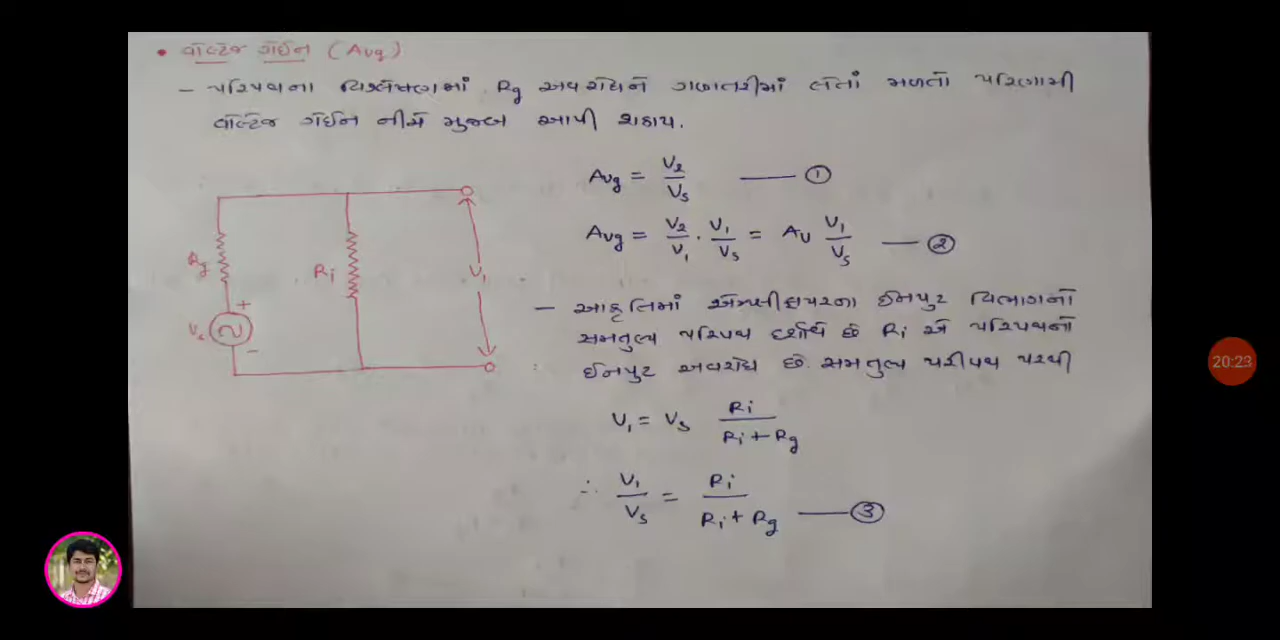 • વોલ્ટેજ ગેઈન (Avg)
– પરિપથના વિશ્લેષણમાં Rg અવરોધને ગણતરીમાં લેતાં મળતો પરિણામી
વોલ્ટેજ ગેઈન નીચે મુજબ આપી શકાય.
Avg = V2/Vs —— ①
Avg = V2/V1 . V1/Vs = Av V1/Vs — ②
Rg
Ri
V1
+
Vs
–
– આકૃતિમાં એમ્પ્લીફાયરના ઈનપુટ વિભાગનો
સમતુલ્ય પરિપથ દર્શાવે છે Ri એ પરિપથનો
ઈનપુટ અવરોધ છે. સમતુલ્ય પરીપથ પરથી
V1 = Vs Ri/Ri + Rg
∴ V1/Vs = Ri/Ri + Rg —— ③
20:23